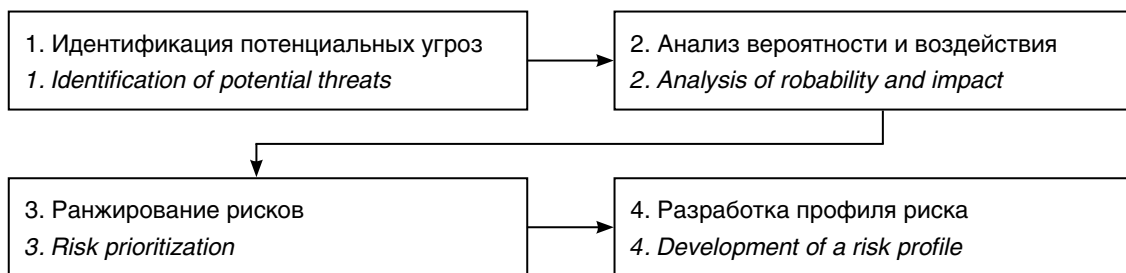 1. Идентификация потенциальных угроз
1. Identification of potential threats
2. Анализ вероятности и воздействия
2. Analysis of robability and impact
3. Ранжирование рисков
3. Risk prioritization
4. Разработка профиля риска
4. Development of a risk profile